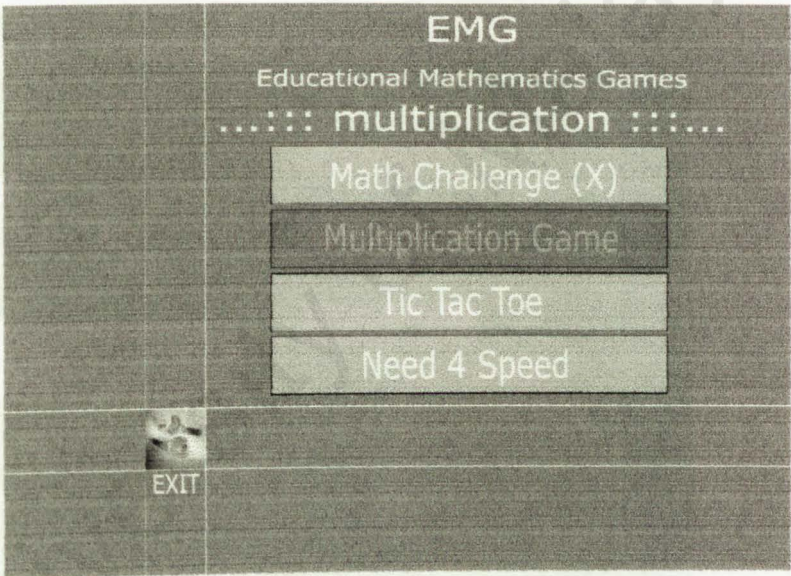 EMG
Educational Mathematics Games
...::: multiplication :::...
Math Challenge (X)
Multiplication Game
Tic Tac Toe
Need 4 Speed
EXIT